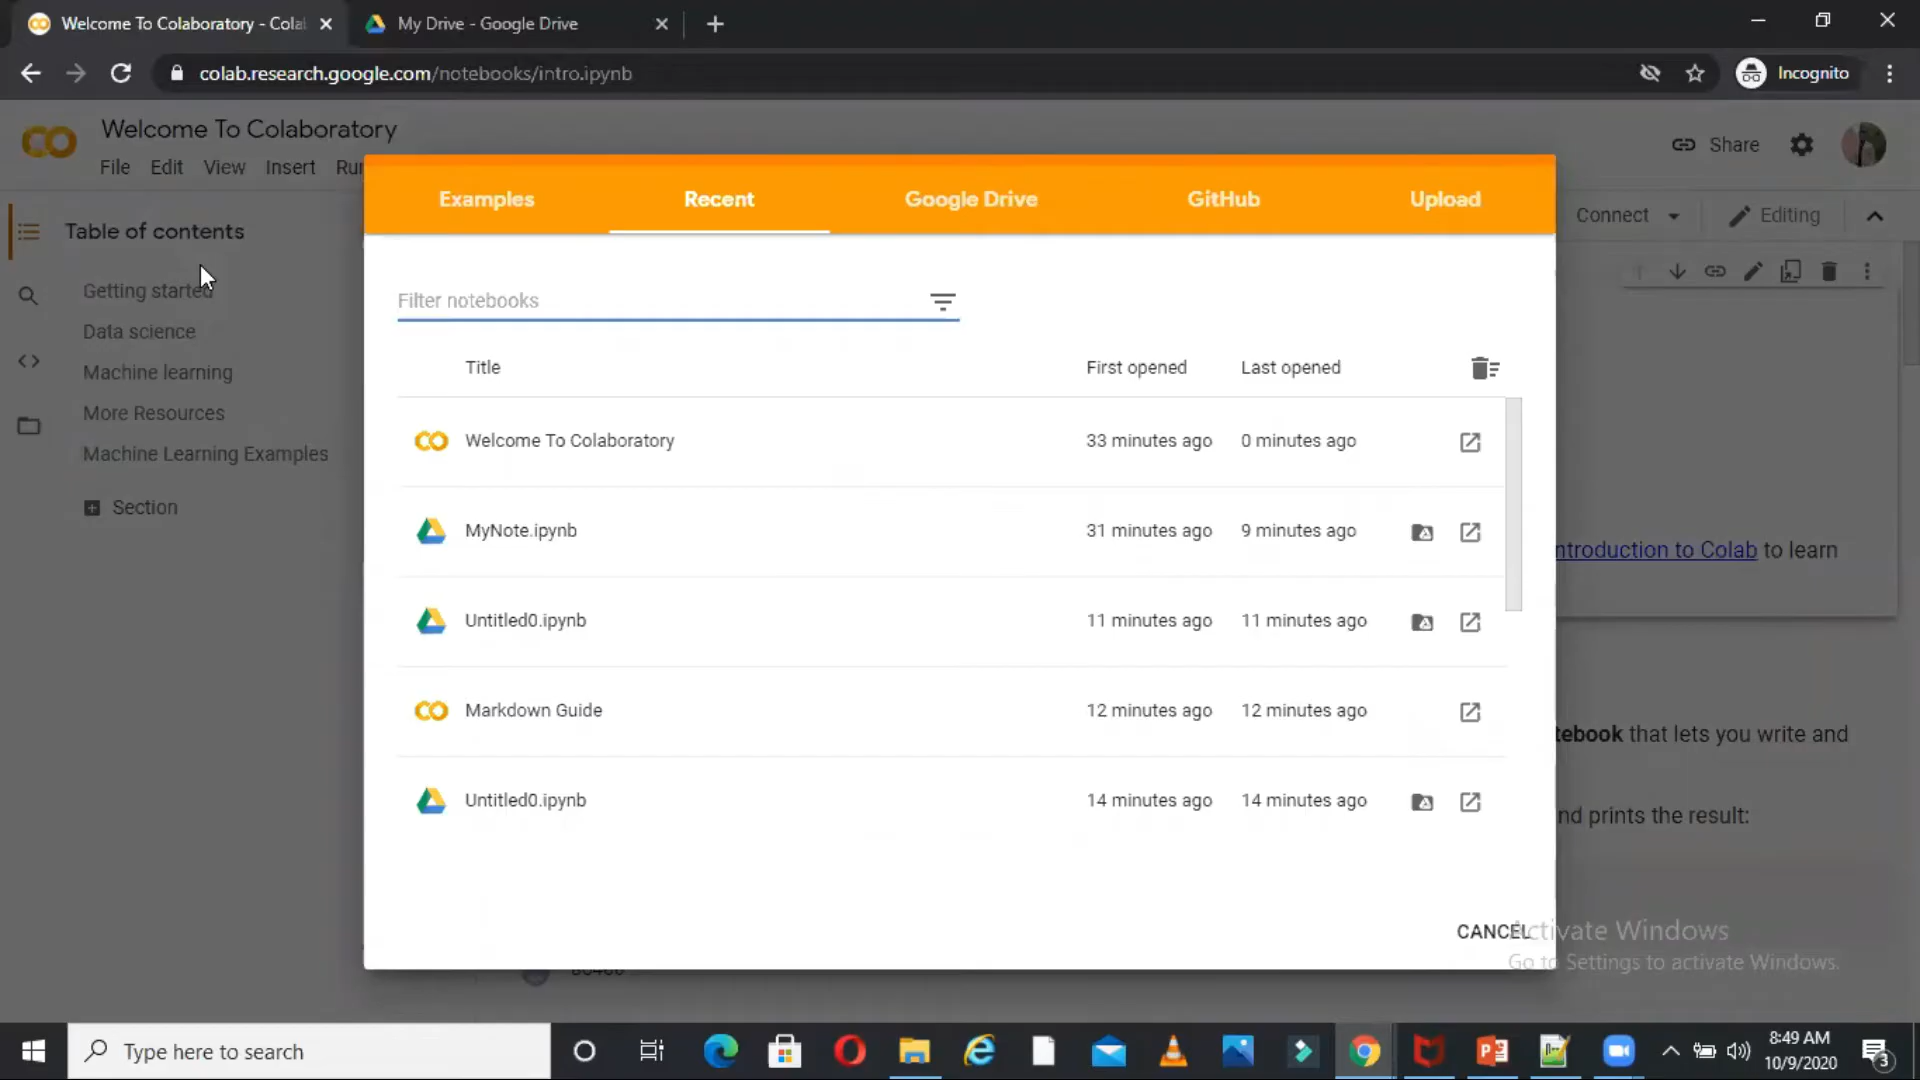 Welcome To Colaboratory - Cola
My Drive - Google Drive
colab.research.google.com/notebooks/intro.ipynb
Incognito
Welcome To Colaboratory
File Edit View Insert Run
Share
Connect
Editing
Examples
Recent
Google Drive
GitHub
Upload
Table of contents
Getting started
Data science
Machine learning
More Resources
Machine Learning Examples
Section
Filter notebooks
Title First opened Last opened
Welcome To Colaboratory 33 minutes ago 0 minutes ago
MyNote.ipynb 31 minutes ago 9 minutes ago
Untitled0.ipynb 11 minutes ago 11 minutes ago
Markdown Guide 12 minutes ago 12 minutes ago
Untitled0.ipynb 14 minutes ago 14 minutes ago
CANCEL
ntroduction to Colab to learn
tebook that lets you write and
nd prints the result:
Activate Windows
Go to Settings to activate Windows.
Type here to search
8:49 AM
10/9/2020
3